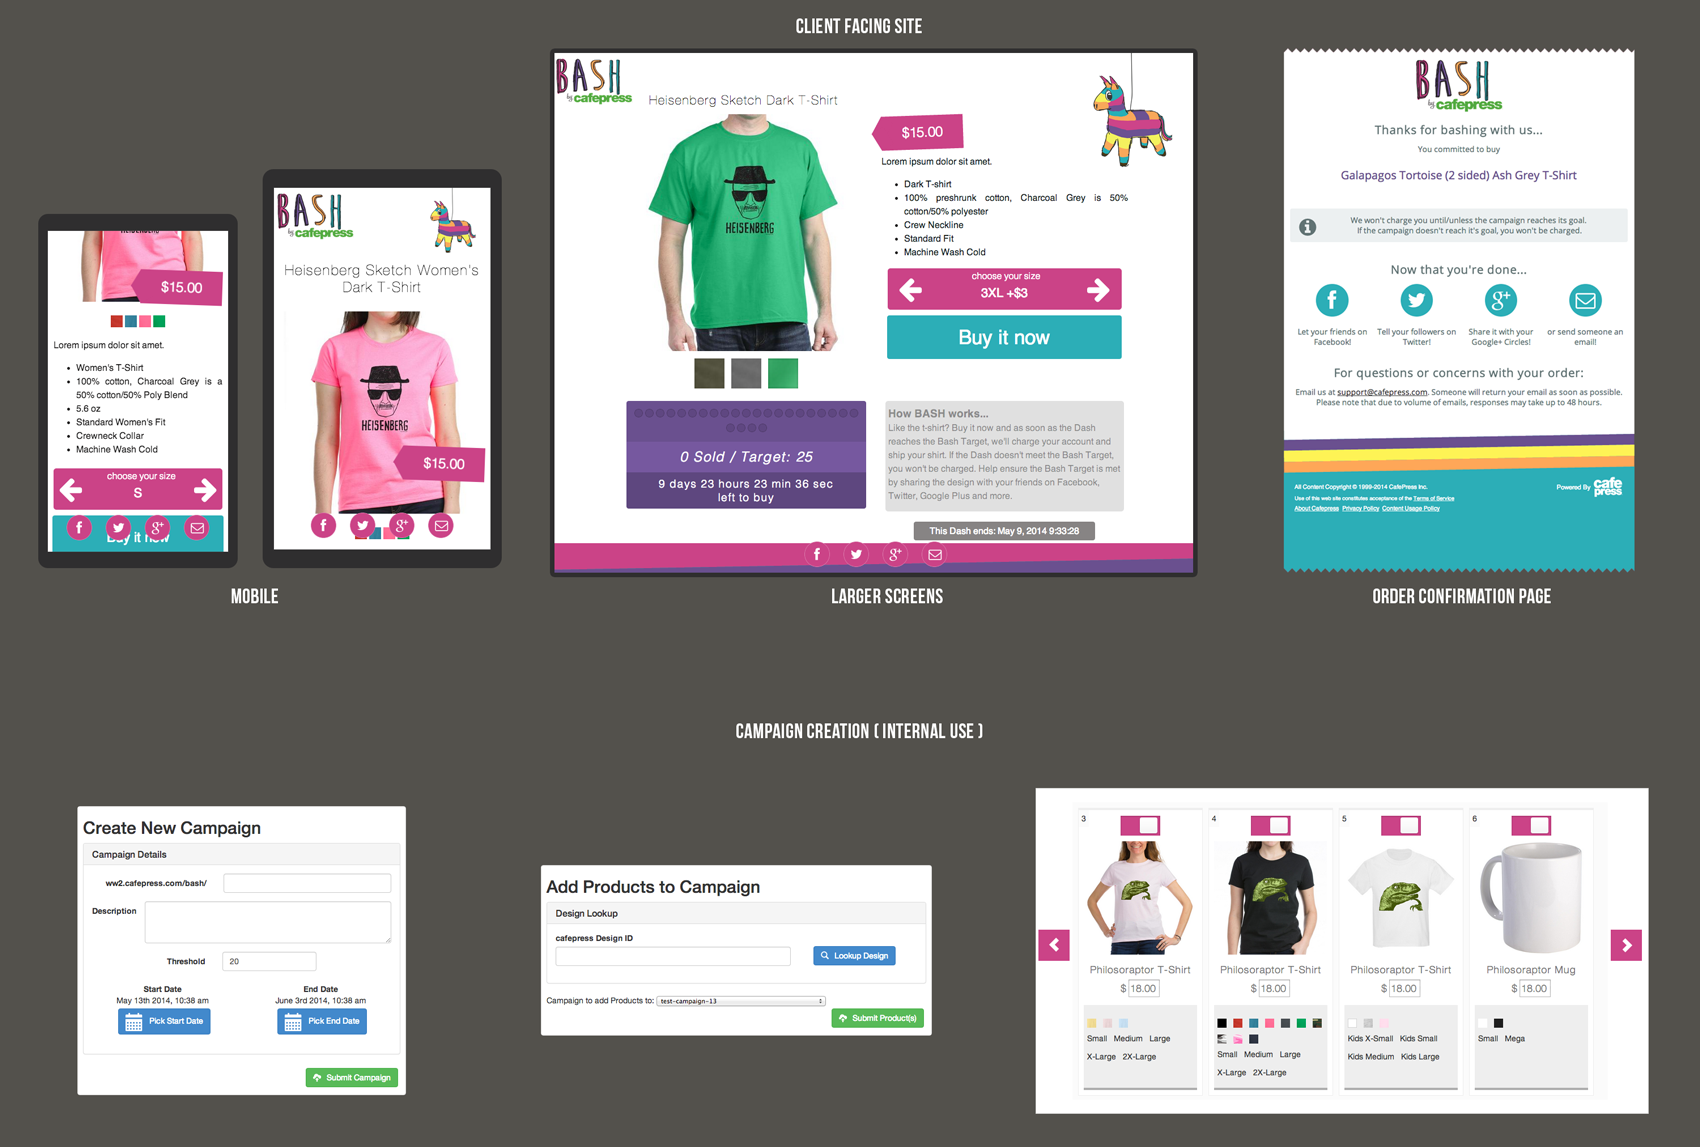 CLIENT FACING SITE
$15.00
Lorem ipsum dolor sit amet.
Women's T-Shirt
100% cotton, Charcoal Grey is a
50% cotton/50% Poly Blend
5.6 oz
Standard Women's Fit
Crewneck Collar
Machine Wash Cold
choose your size
S
Buy it now
BASH
by cafepress
Heisenberg Sketch Women's
Dark T-Shirt
HEISENBERG
$15.00
MOBILE
BASH
by cafepress
Heisenberg Sketch Dark T-Shirt
HEISENBERG
$15.00
Lorem ipsum dolor sit amet.
Dark T-shirt
100% preshrunk cotton, Charcoal Grey is 50%
cotton/50% polyester
Crew Neckline
Standard Fit
Machine Wash Cold
choose your size
3XL +$3
Buy it now
0 Sold / Target: 25
9 days 23 hours 23 min 36 sec
left to buy
How BASH works...
Like the t-shirt? Buy it now and as soon as the Dash
reaches the Bash Target, we'll charge your account and
ship your shirt. If the Dash doesn't meet the Bash Target,
you won't be charged. Help ensure the Bash Target is met
by sharing the design with your friends on Facebook,
Twitter, Google Plus and more.
This Dash ends: May 9, 2014 9:33:28
LARGER SCREENS
BASH
by cafepress
Thanks for bashing with us...
You committed to buy
Galapagos Tortoise (2 sided) Ash Grey T-Shirt
We won't charge you until/unless the campaign reaches its goal.
If the campaign doesn't reach it's goal, you won't be charged.
Now that you're done...
Let your friends on
Facebook!
Tell your followers on
Twitter!
Share it with your
Google+ Circles!
or send someone an
email!
For questions or concerns with your order:
Email us at support@cafepress.com. Someone will return your email as soon as possible.
Please note that due to volume of emails, responses may take up to 48 hours.
All Content Copyright © 1999-2014 CafePress Inc.
Use of this web site constitutes acceptance of the Terms of Service
About Cafepress Privacy Policy Content Usage Policy
Powered By cafe
press
ORDER CONFIRMATION PAGE
CAMPAIGN CREATION ( INTERNAL USE )
Create New Campaign
Campaign Details
ww2.cafepress.com/bash/
Description
Threshold 20
Start Date
May 13th 2014, 10:38 am
Pick Start Date
End Date
June 3rd 2014, 10:38 am
Pick End Date
Submit Campaign
Add Products to Campaign
Design Lookup
cafepress Design ID
Lookup Design
Campaign to add Products to: test-campaign-13
Submit Product(s)
3
Philosoraptor T-Shirt
$ 18.00
Small Medium Large
X-Large 2X-Large
4
Philosoraptor T-Shirt
$ 18.00
Small Medium Large
X-Large 2X-Large
5
Philosoraptor T-Shirt
$ 18.00
Kids X-Small Kids Small
Kids Medium Kids Large
6
Philosoraptor Mug
$ 18.00
Small Mega